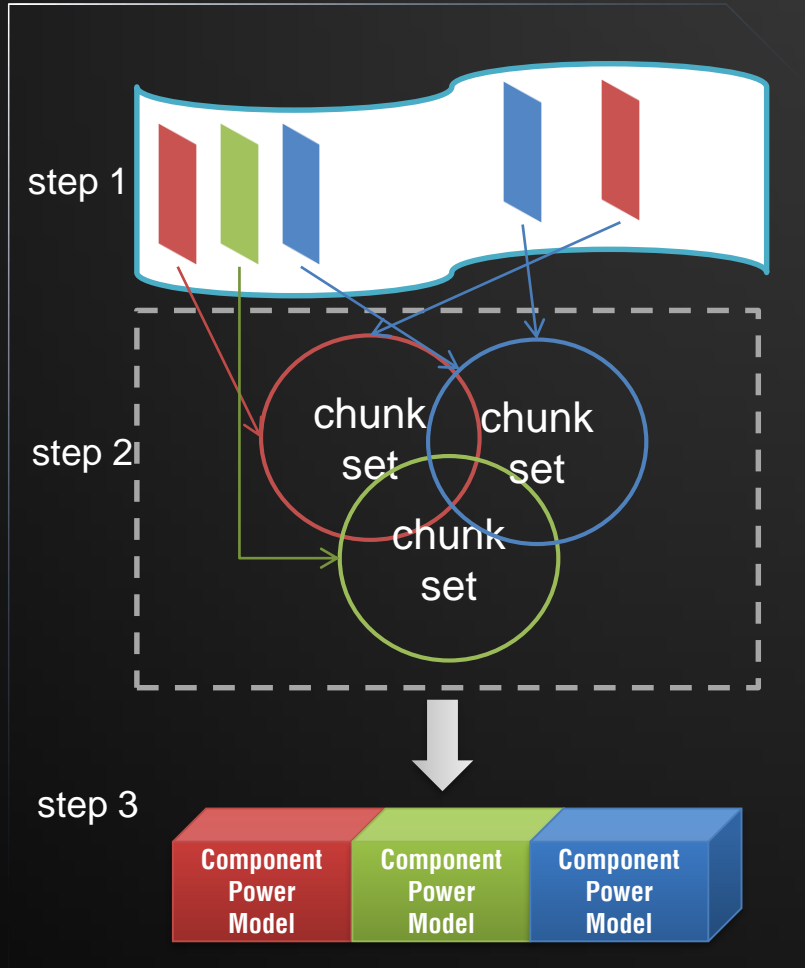 step 1
step 2
chunk
set
chunk
set
chunk
set
step 3
Component
Power
Model
Component
Power
Model
Component
Power
Model